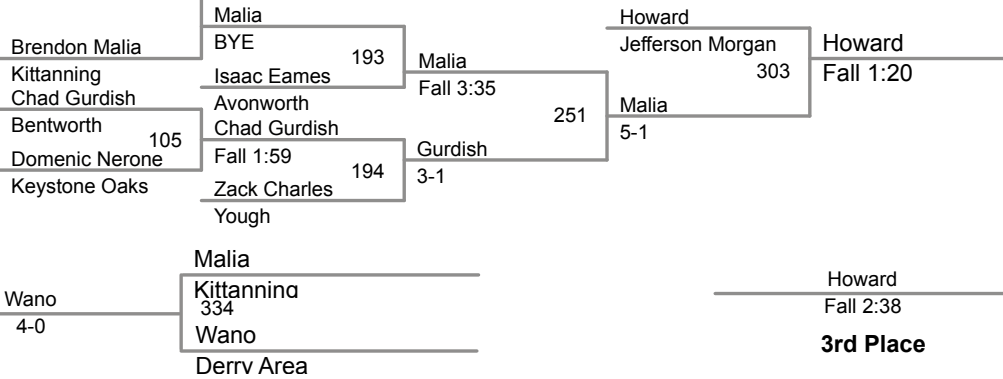 Malia
BYE
Brendon Malia
193
Kittanning
Isaac Eames
Malia
Fall 3:35
Chad Gurdish
Avonworth
Bentworth
Chad Gurdish
105
251
Domenic Nerone
Fall 1:59
Gurdish
194
3-1
Keystone Oaks
Zack Charles
Yough
Howard
Jefferson Morgan
Howard
303
Fall 1:20
Malia
5-1
Malia
Kittanning
Wano
334
4-0
Wano
Derry Area
Howard
Fall 2:38
3rd Place